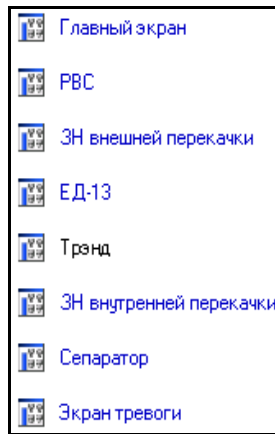 Главный экран
РВС
ЗН внешней перекачки
ЕД-13
Трэнд
ЗН внутренней перекачки
Сепаратор
Экран тревоги